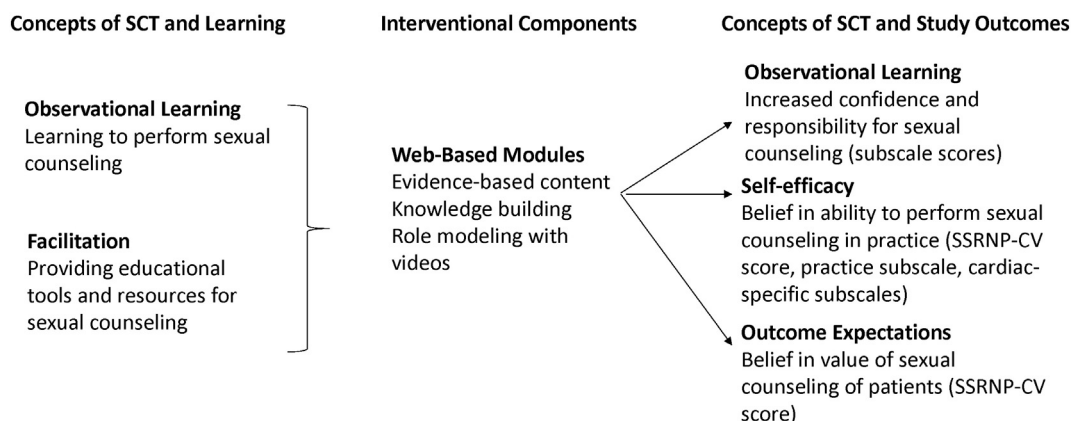 Concepts of SCT and Learning
Observational Learning
Learning to perform sexual
counseling
Facilitation
Providing educational
tools and resources for
sexual counseling
Interventional Components
Web-Based Modules
Evidence-based content
Knowledge building
Role modeling with
videos
Concepts of SCT and Study Outcomes
Observational Learning
Increased confidence and
responsibility for sexual
counseling (subscale scores)
Self-efficacy
Belief in ability to perform sexual
counseling in practice (SSRNP-CV
score, practice subscale, cardiac-
specific subscales)
Outcome Expectations
Belief in value of sexual
counseling of patients (SSRNP-CV
score)